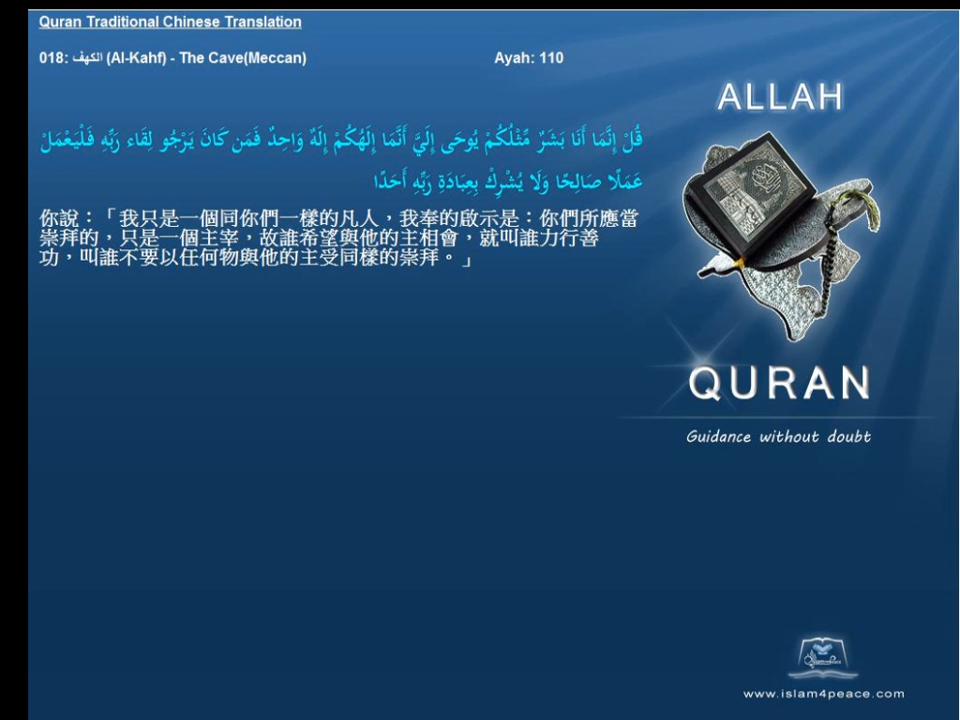 Quran Traditional Chinese Translation
018: الكهف (Al-Kahf) - The Cave(Meccan)
Ayah: 110
قُلْ إِنَّمَا أَنَا بَشَرٌ مِّثْلُكُمْ يُوحَى إِلَيَّ أَنَّمَا إِلَهُكُمْ إِلَهٌ وَاحِدٌ فَمَن كَانَ يَرْجُو لِقَاء رَبِّهِ فَلْيَعْمَلْ
عَمَلًا صَالِحًا وَلَا يُشْرِكْ بِعِبَادَةِ رَبِّهِ أَحَدًا
你說：「我只是一個同你們一樣的凡人，我奉的啟示是：你們所應當
崇拜的，只是一個主宰，故誰希望與他的主相會，就叫誰力行善
功，叫誰不要以任何物與他的主受同樣的崇拜。」
ALLAH
QURAN
Guidance without doubt
www.islam4peace.com